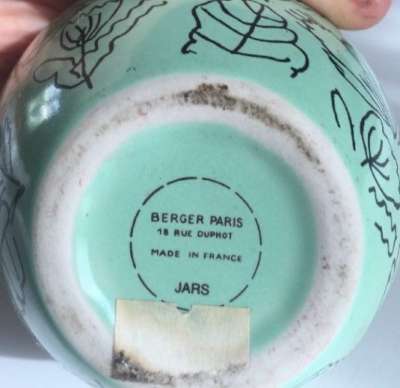 BERGER PARIS
18 RUE DUPHOT
MADE IN FRANCE
JARS